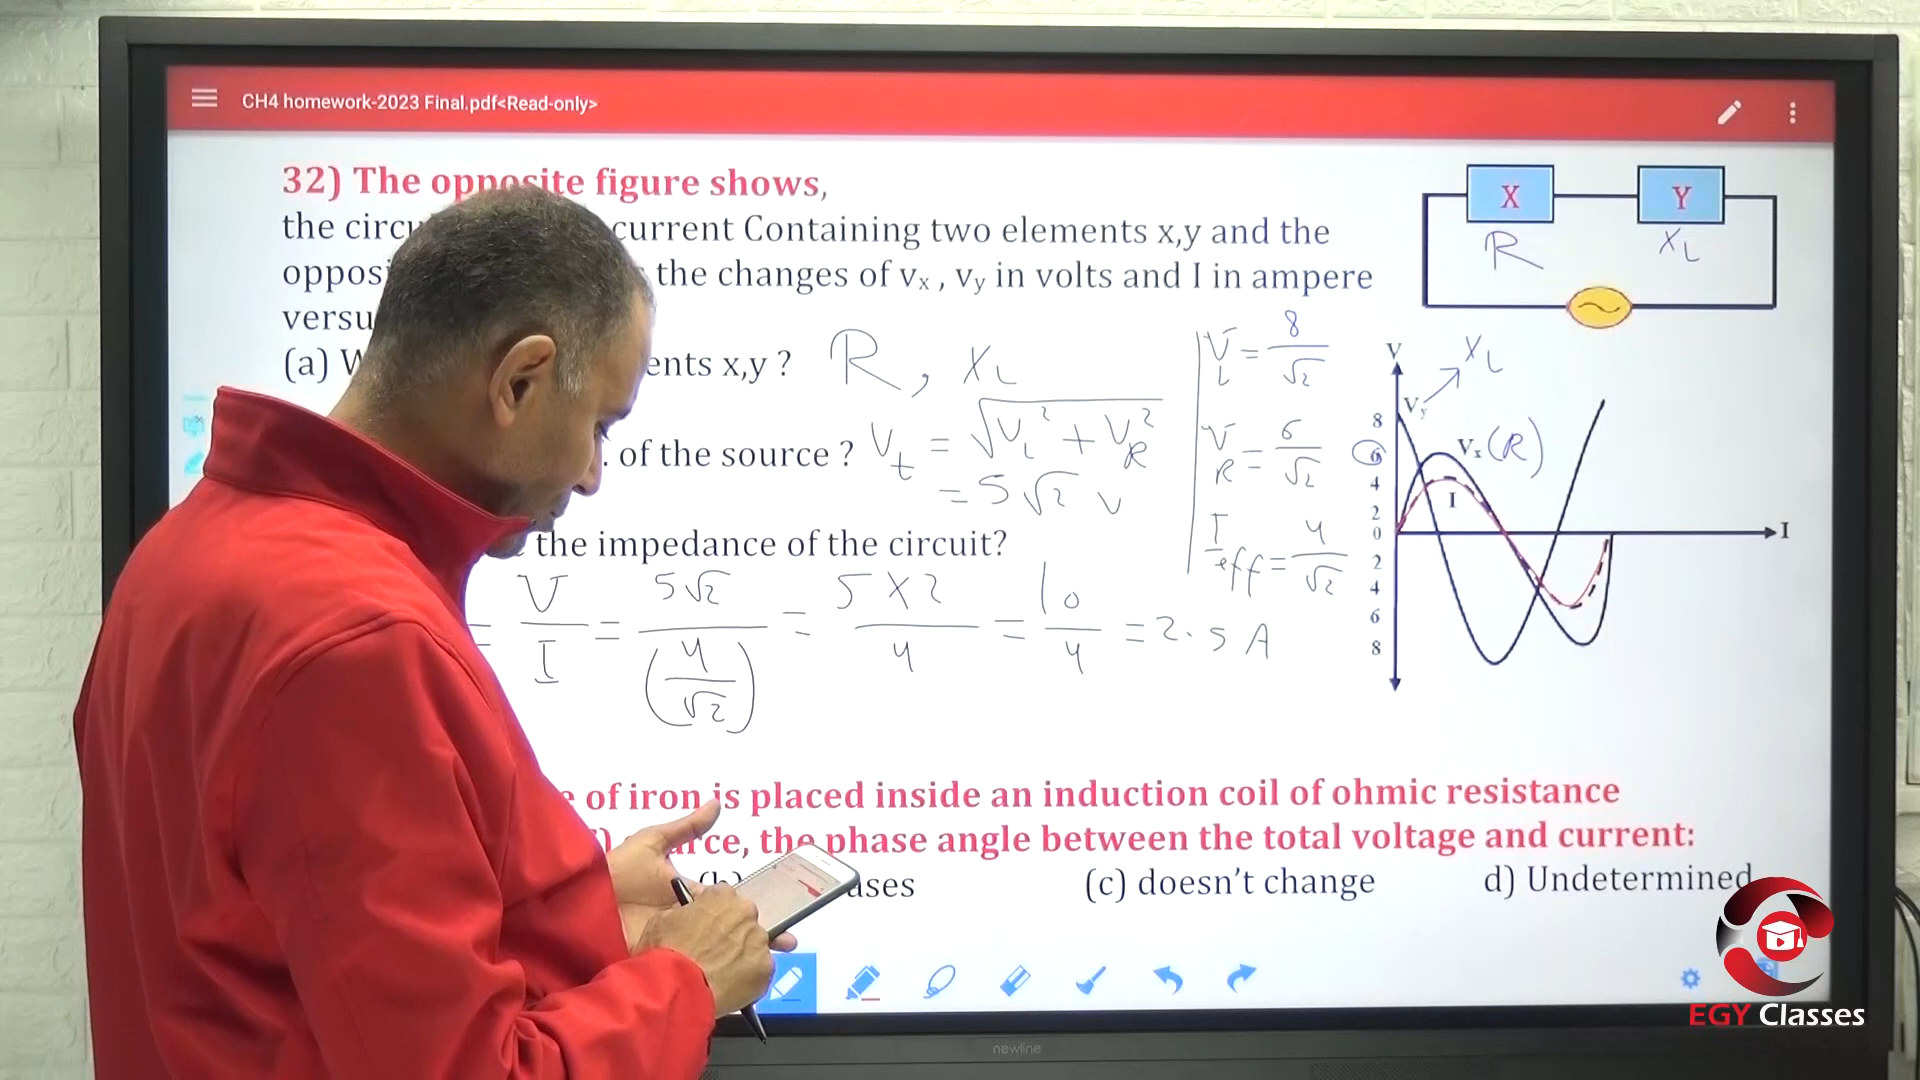 CH4 homework-2023 Final.pdf<Read-only>
32) The opposite figure shows,
the circu current Containing two elements x,y and the
oppos the changes of vx , vy in volts and I in ampere
versu
(a) W ents x,y ? R , XL
. of the source ? Vt = √VL² + VR²
= 5√2 V
the impedance of the circuit?
= V/I = 5√2/(4/√2) = 5×2/4 = 10/4 = 2.5 A
VL = 8/√2
VR = 6/√2
Ieff = 4/√2
X
Y
R
XL
V
XL
Vy
Vx (R)
I
8
6
4
2
0
2
4
6
8
I
e of iron is placed inside an induction coil of ohmic resistance
rce, the phase angle between the total voltage and current:
(b) ases (c) doesn't change d) Undetermined
EGY Classes
newline